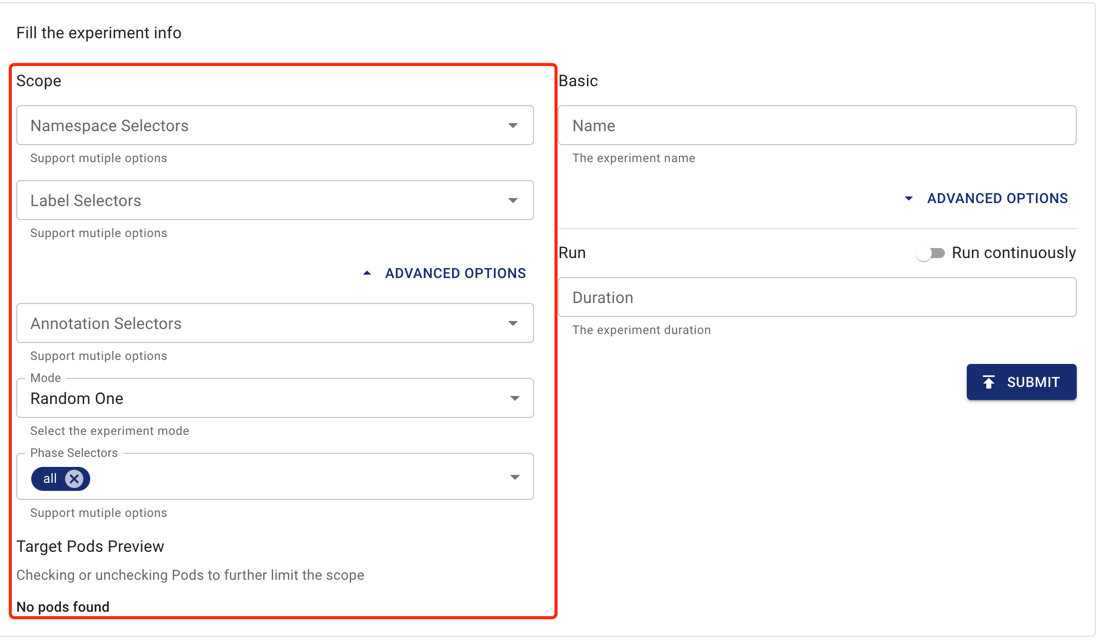 Fill the experiment info
Scope
Namespace Selectors
Support mutiple options
Label Selectors
Support mutiple options
ADVANCED OPTIONS
Annotation Selectors
Support mutiple options
Mode
Random One
Select the experiment mode
Phase Selectors
all
Support mutiple options
Target Pods Preview
Checking or unchecking Pods to further limit the scope
No pods found
Basic
Name
The experiment name
ADVANCED OPTIONS
Run
Run continuously
Duration
The experiment duration
SUBMIT